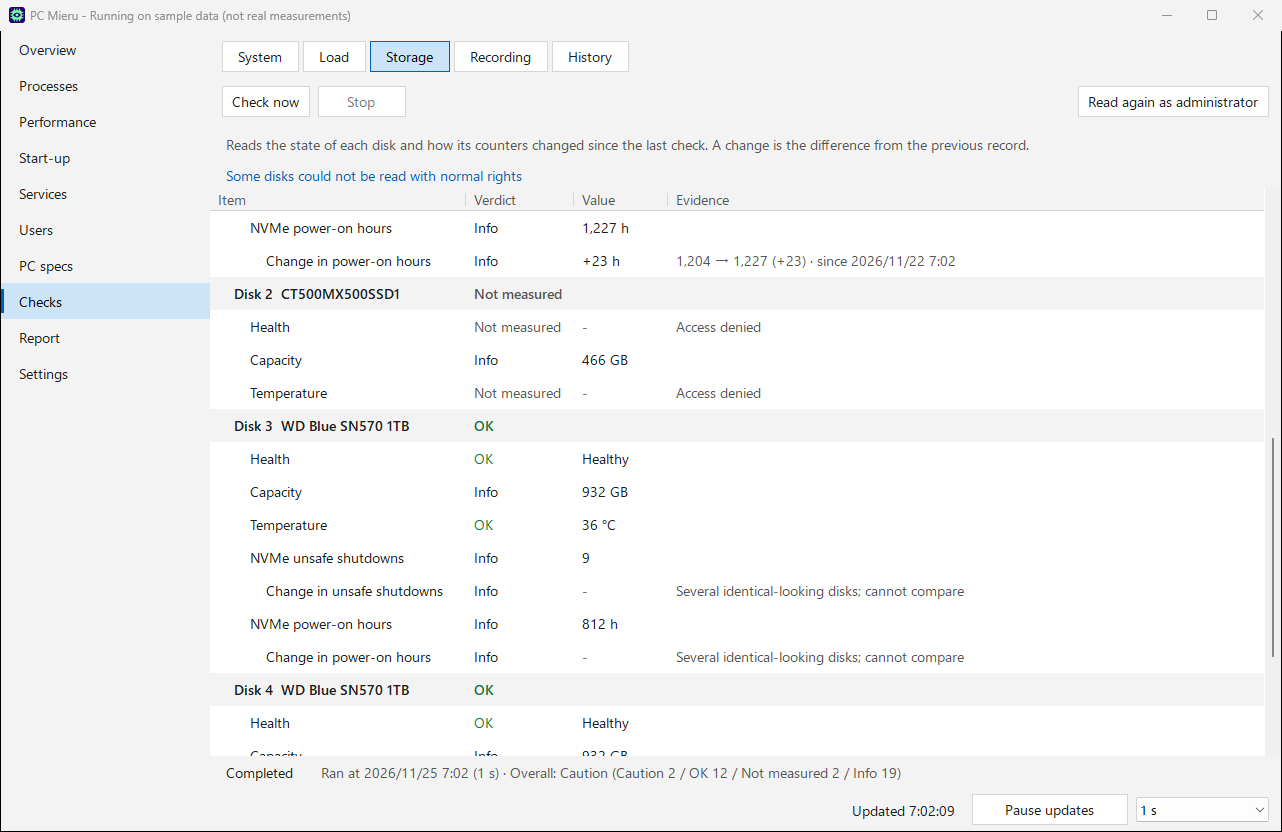 PC Mieru - Running on sample data (not real measurements)
Overview
Processes
Performance
Start-up
Services
Users
PC specs
Checks
Report
Settings
System Load Storage Recording History
Check now Stop Read again as administrator
Reads the state of each disk and how its counters changed since the last check. A change is the difference from the previous record.
Some disks could not be read with normal rights
Item Verdict Value Evidence
NVMe power-on hours Info 1,227 h
Change in power-on hours Info +23 h 1,204 → 1,227 (+23) · since 2026/11/22 7:02
Disk 2 CT500MX500SSD1 Not measured
Health Not measured - Access denied
Capacity Info 466 GB
Temperature Not measured - Access denied
Disk 3 WD Blue SN570 1TB OK
Health OK Healthy
Capacity Info 932 GB
Temperature OK 36 °C
NVMe unsafe shutdowns Info 9
Change in unsafe shutdowns Info - Several identical-looking disks; cannot compare
NVMe power-on hours Info 812 h
Change in power-on hours Info - Several identical-looking disks; cannot compare
Disk 4 WD Blue SN570 1TB OK
Health OK Healthy
Capacity Info 932 GB
Completed Ran at 2026/11/25 7:02 (1 s) · Overall: Caution (Caution 2 / OK 12 / Not measured 2 / Info 19)
Updated 7:02:09 Pause updates 1 s